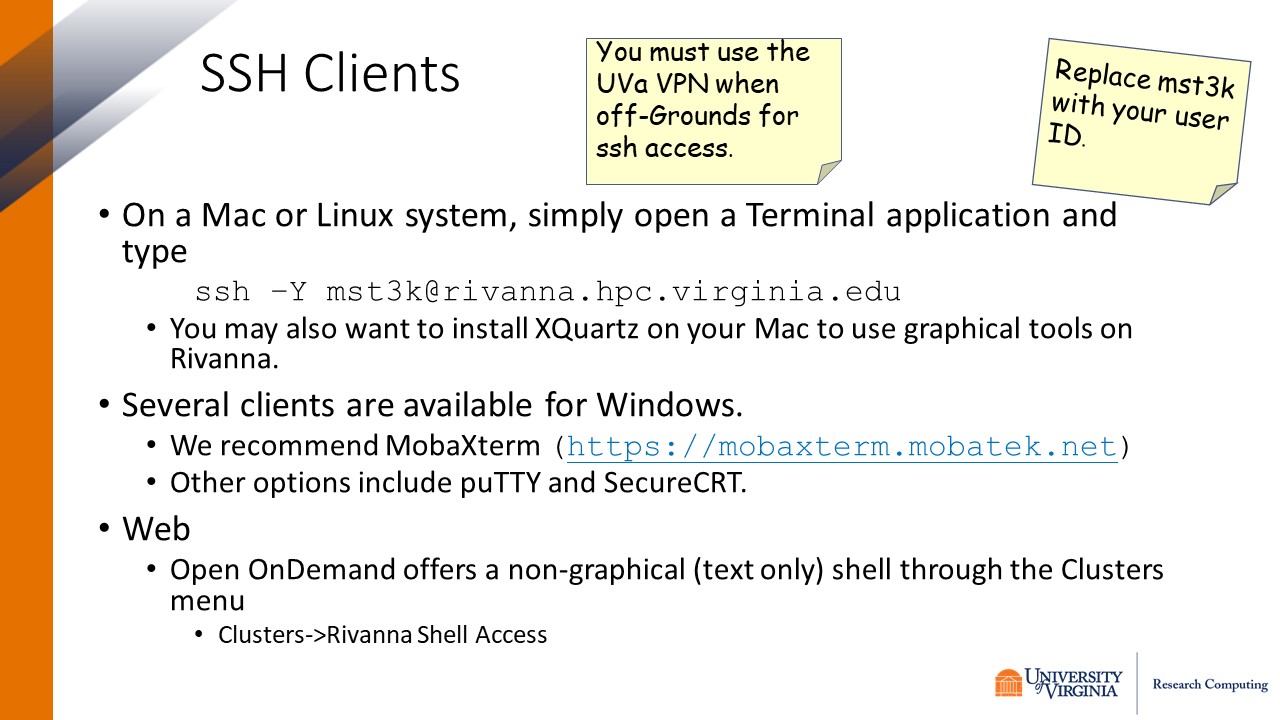 SSH Clients
You must use the
UVa VPN when
off-Grounds for
ssh access.
Replace mst3k
with your user
ID.
• On a Mac or Linux system, simply open a Terminal application and
type
ssh –Y mst3k@rivanna.hpc.virginia.edu
• You may also want to install XQuartz on your Mac to use graphical tools on
Rivanna.
• Several clients are available for Windows.
• We recommend MobaXterm (https://mobaxterm.mobatek.net)
• Other options include puTTY and SecureCRT.
• Web
• Open OnDemand offers a non-graphical (text only) shell through the Clusters
menu
• Clusters->Rivanna Shell Access
UNIVERSITY
of VIRGINIA
Research Computing